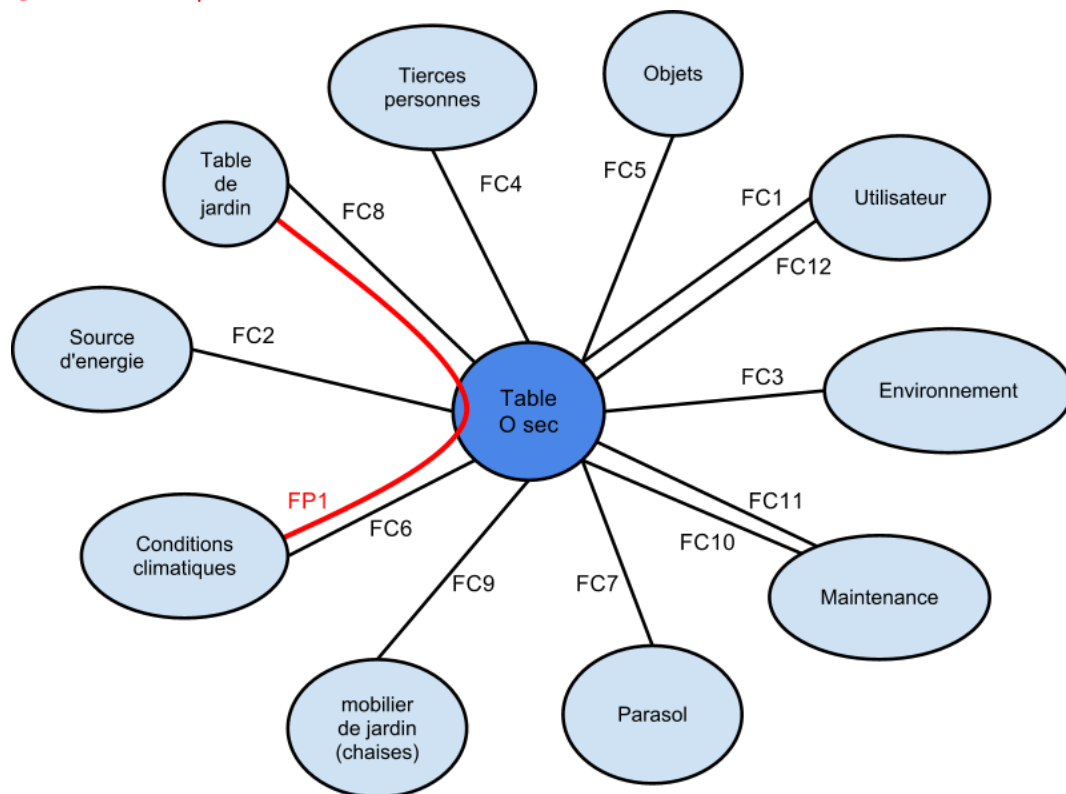 Tierces
personnes
Objets
Table
de
jardin
FC8
FC4
FC5
FC1
Utilisateur
FC12
Source
d'energie
FC2
Table
O sec
FC3
Environnement
FP1
Conditions
climatiques
FC6
FC9
FC7
FC11
FC10
Maintenance
mobilier
de jardin
(chaises)
Parasol